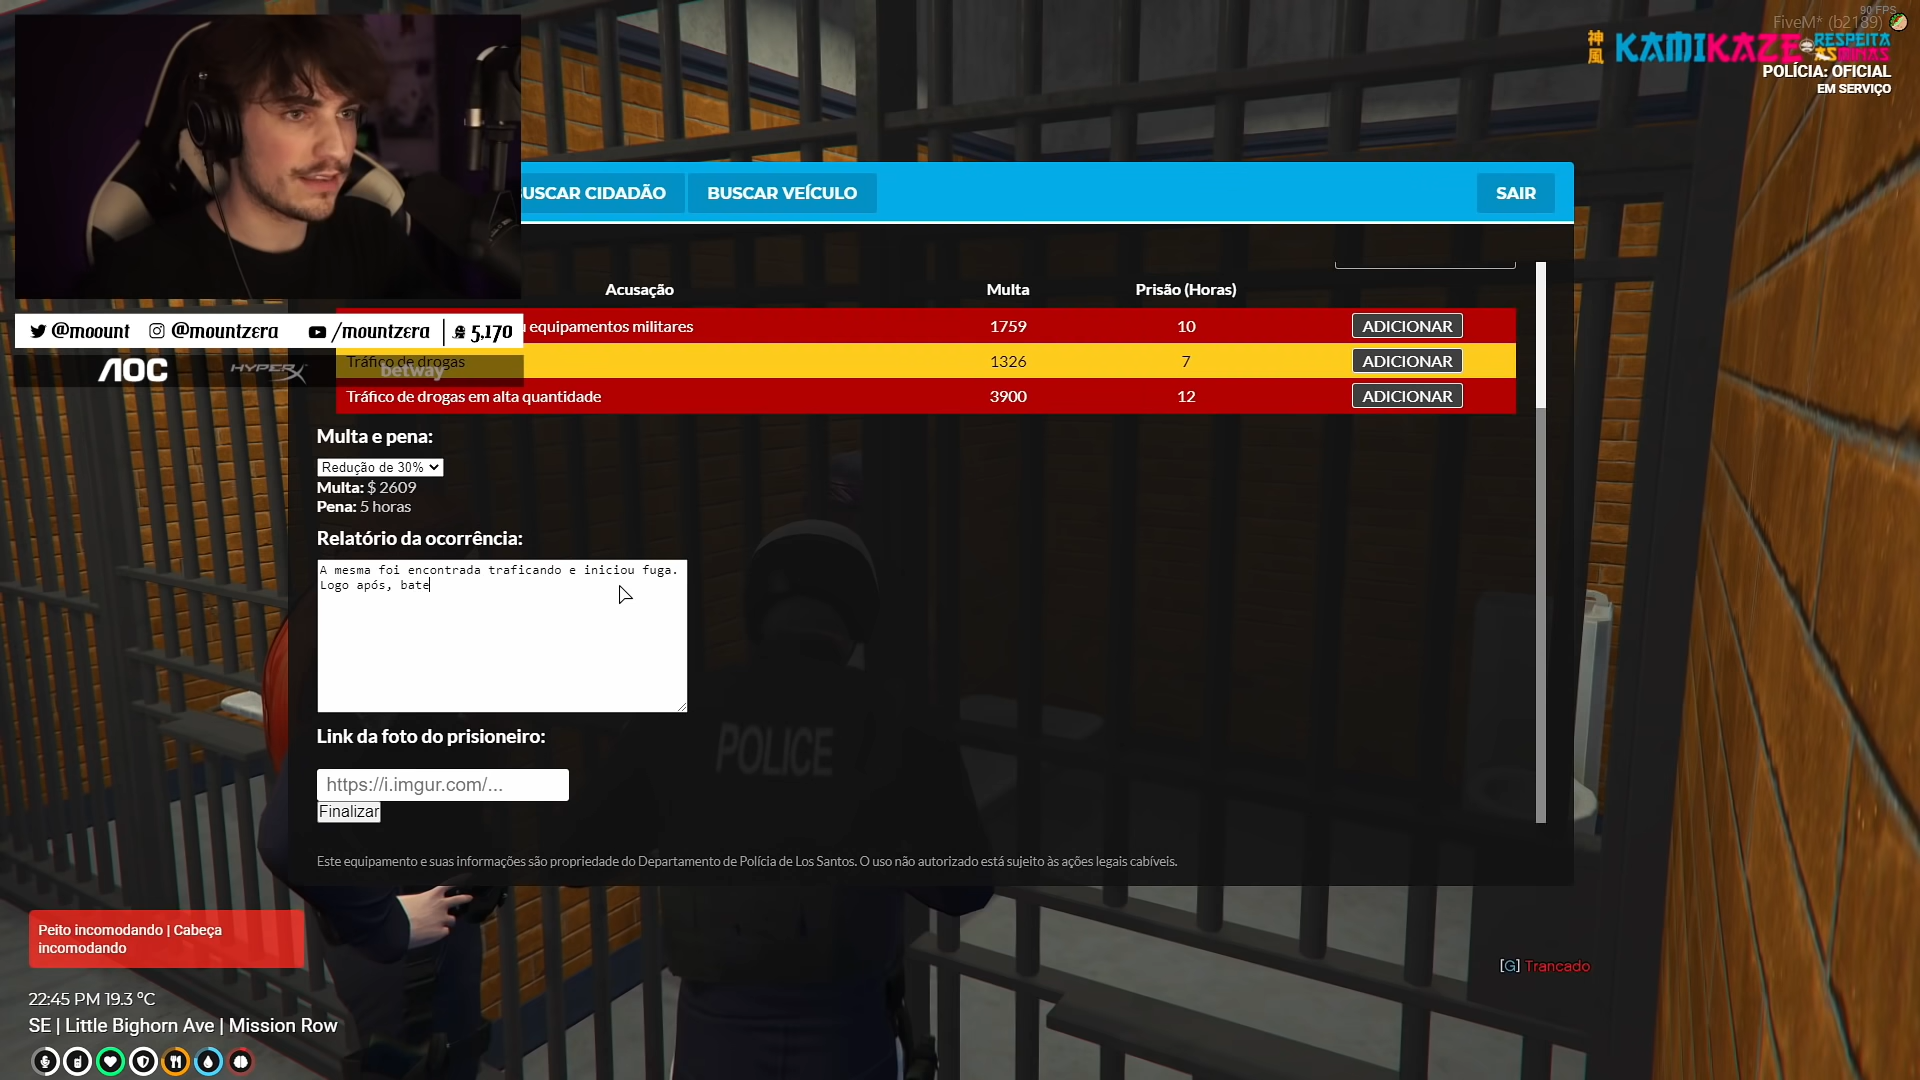 90 FPS
FiveM* (b2189)
神風 KAMIKAZE RESPEITA AS MINAS
POLÍCIA: OFICIAL
EM SERVIÇO
USCAR CIDADÃO
BUSCAR VEÍCULO
SAIR
Acusação
Multa
Prisão (Horas)
equipamentos militares
1759
10
ADICIONAR
@moount
@mountzera
/mountzera
5,170
Tráfico de drogas
1326
7
ADICIONAR
AOC
HYPERX
betway
Tráfico de drogas em alta quantidade
3900
12
ADICIONAR
Multa e pena:
Redução de 30%
Multa: $ 2609
Pena: 5 horas
Relatório da ocorrência:
A mesma foi encontrada traficando e iniciou fuga.
Logo após, bate
POLICE
Link da foto do prisioneiro:
https://i.imgur.com/...
Finalizar
Este equipamento e suas informações são propriedade do Departamento de Polícia de Los Santos. O uso não autorizado está sujeito às ações legais cabíveis.
Peito incomodando | Cabeça
incomodando
[G] Trancado
22:45 PM 19.3 °C
SE | Little Bighorn Ave | Mission Row